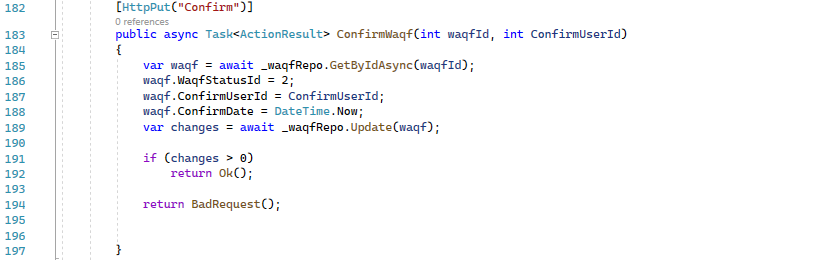 182 [HttpPut("Confirm")]
0 references
183 public async Task<ActionResult> ConfirmWaqf(int waqfId, int ConfirmUserId)
184 {
185 var waqf = await _waqfRepo.GetByIdAsync(waqfId);
186 waqf.WaqfStatusId = 2;
187 waqf.ConfirmUserId = ConfirmUserId;
188 waqf.ConfirmDate = DateTime.Now;
189 var changes = await _waqfRepo.Update(waqf);
190
191 if (changes > 0)
192 return Ok();
193
194 return BadRequest();
195
196
197 }